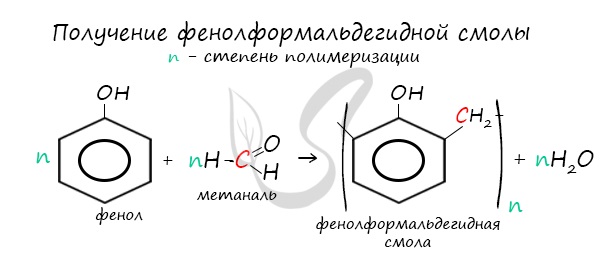 Получение фенолформальдегидной смолы
n - степень полимеризации
OH
n + nH-C O H → OH CH2 n + nH2O
фенол
метаналь
фенолформальдегидная
смола